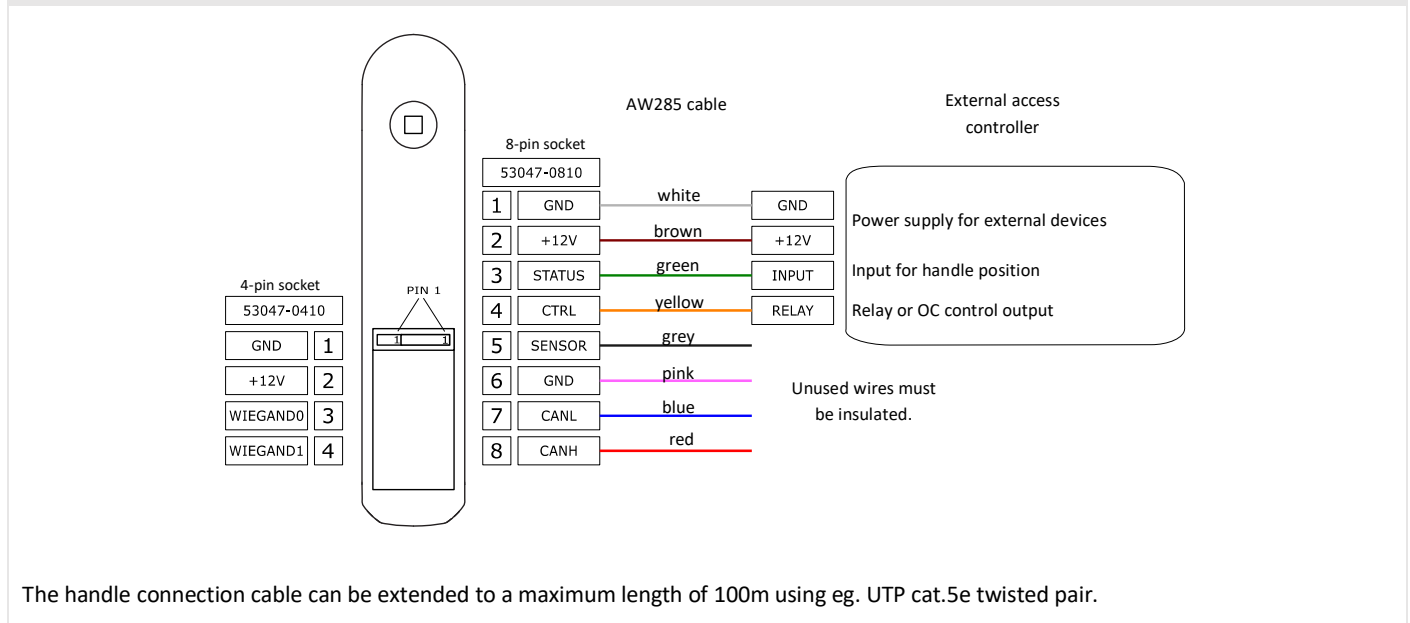 AW285 cable
External access
controller
8-pin socket
53047-0810
1 GND white GND
Power supply for external devices
2 +12V brown +12V
3 STATUS green INPUT Input for handle position
4 CTRL yellow RELAY Relay or OC control output
5 SENSOR grey
6 GND pink
7 CANL blue
8 CANH red
Unused wires must
be insulated.
4-pin socket
53047-0410
GND 1
+12V 2
WIEGAND0 3
WIEGAND1 4
PIN 1
1 1
The handle connection cable can be extended to a maximum length of 100m using eg. UTP cat.5e twisted pair.